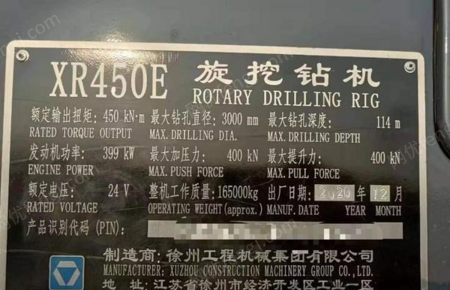 XR450E 旋挖钻机
ROTARY DRILLING RIG
额定输出扭矩: 450 kN·m 最大钻孔直径: 3000 mm 最大钻孔深度: 114 m
RATED TORQUE OUTPUT MAX.DRILLING DIA. MAX.DRILLING DEPTH
发动机功率: 399 kW 最大加压力: 400 kN 最大提升力: 400 kN
ENGINE POWER MAX.PUSH FORCE MAX.PULL FORCE
额定电压: 24 V 整机工作质量:165000kg 出厂日期: 2020年12月
RATED VOLTAGE OPERATING WEIGHT(approx.) MANUF. DATE YEAR MONTH
产品识别代码(PIN):
制造商: 徐州工程机械集团有限公司
MANUFACTURER: XUZHOU CONSTRUCTION MACHINERY GROUP CO., LTD.
地 址: 江苏省徐州市经济开发区工业一